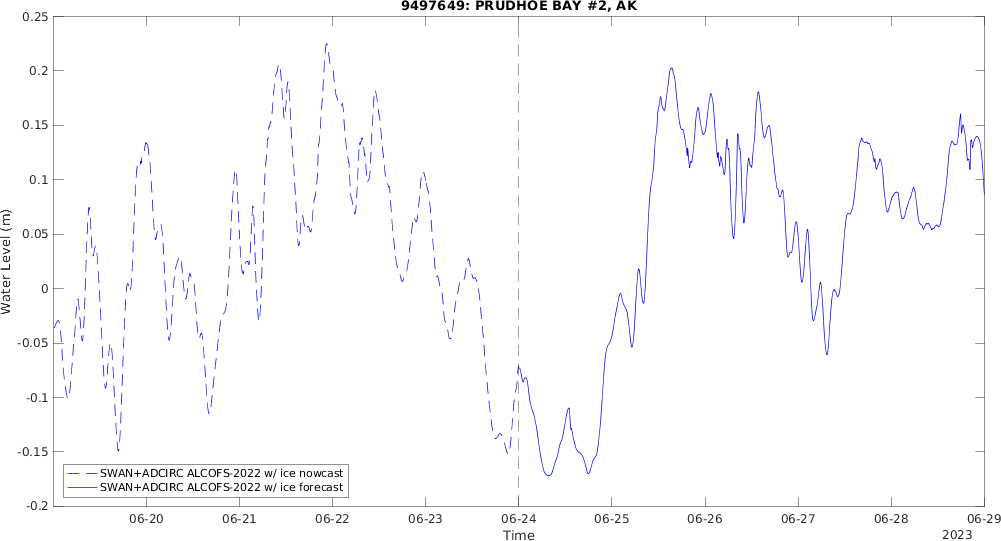 9497649: PRUDHOE BAY #2, AK
0.25
0.2
0.15
0.1
0.05
0
-0.05
-0.1
-0.15
-0.2
Water Level (m)
SWAN+ADCIRC ALCOFS-2022 w/ ice nowcast
SWAN+ADCIRC ALCOFS-2022 w/ ice forecast
06-20 06-21 06-22 06-23 06-24 06-25 06-26 06-27 06-28 06-29
Time
2023